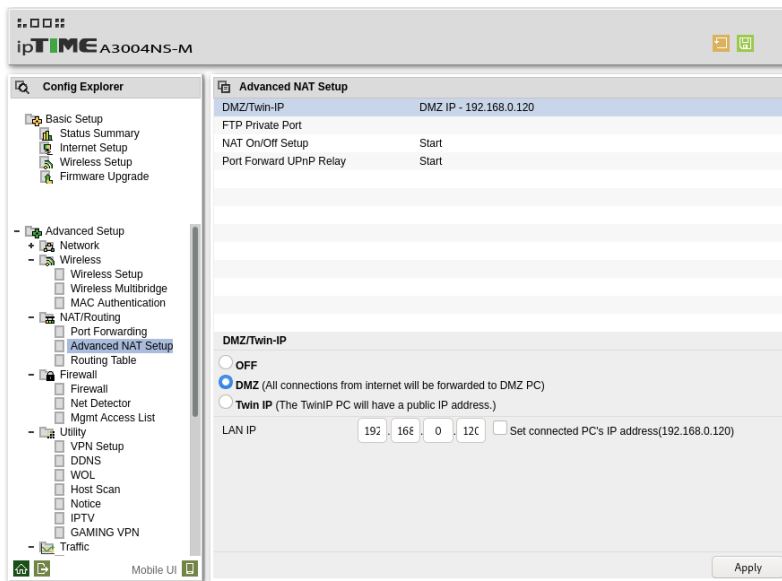 ipTIME A3004NS-M
Config Explorer
Basic Setup
Status Summary
Internet Setup
Wireless Setup
Firmware Upgrade
Advanced Setup
Network
Wireless
Wireless Setup
Wireless Multibridge
MAC Authentication
NAT/Routing
Port Forwarding
Advanced NAT Setup
Routing Table
Firewall
Firewall
Net Detector
Mgmt Access List
Utility
VPN Setup
DDNS
WOL
Host Scan
Notice
IPTV
GAMING VPN
Traffic
Mobile UI
Advanced NAT Setup
DMZ/Twin-IP DMZ IP - 192.168.0.120
FTP Private Port
NAT On/Off Setup Start
Port Forward UPnP Relay Start
DMZ/Twin-IP
OFF
DMZ (All connections from internet will be forwarded to DMZ PC)
Twin IP (The TwinIP PC will have a public IP address.)
LAN IP 192 . 168 . 0 . 120 Set connected PC's IP address(192.168.0.120)
Apply